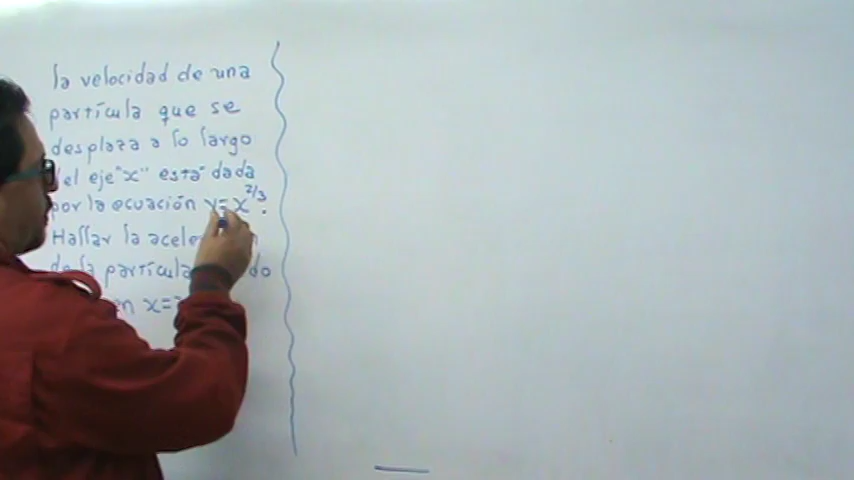 la velocidad de una
partícula que se
desplaza a lo largo
del eje "x" está dada
por la ecuación v=x^2/3.
Hallar la
de la partícula
en x=